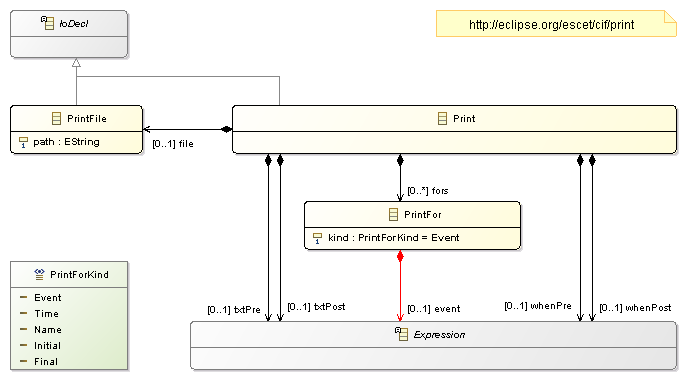 IoDecl
http://eclipse.org/escet/cif/print
PrintFile
path : EString
[0..1] file
Print
[0..*] fors
PrintFor
kind : PrintForKind = Event
PrintForKind
Event
Time
Name
Initial
Final
[0..1] txtPre
[0..1] txtPost
[0..1] event
[0..1] whenPre
[0..1] whenPost
Expression